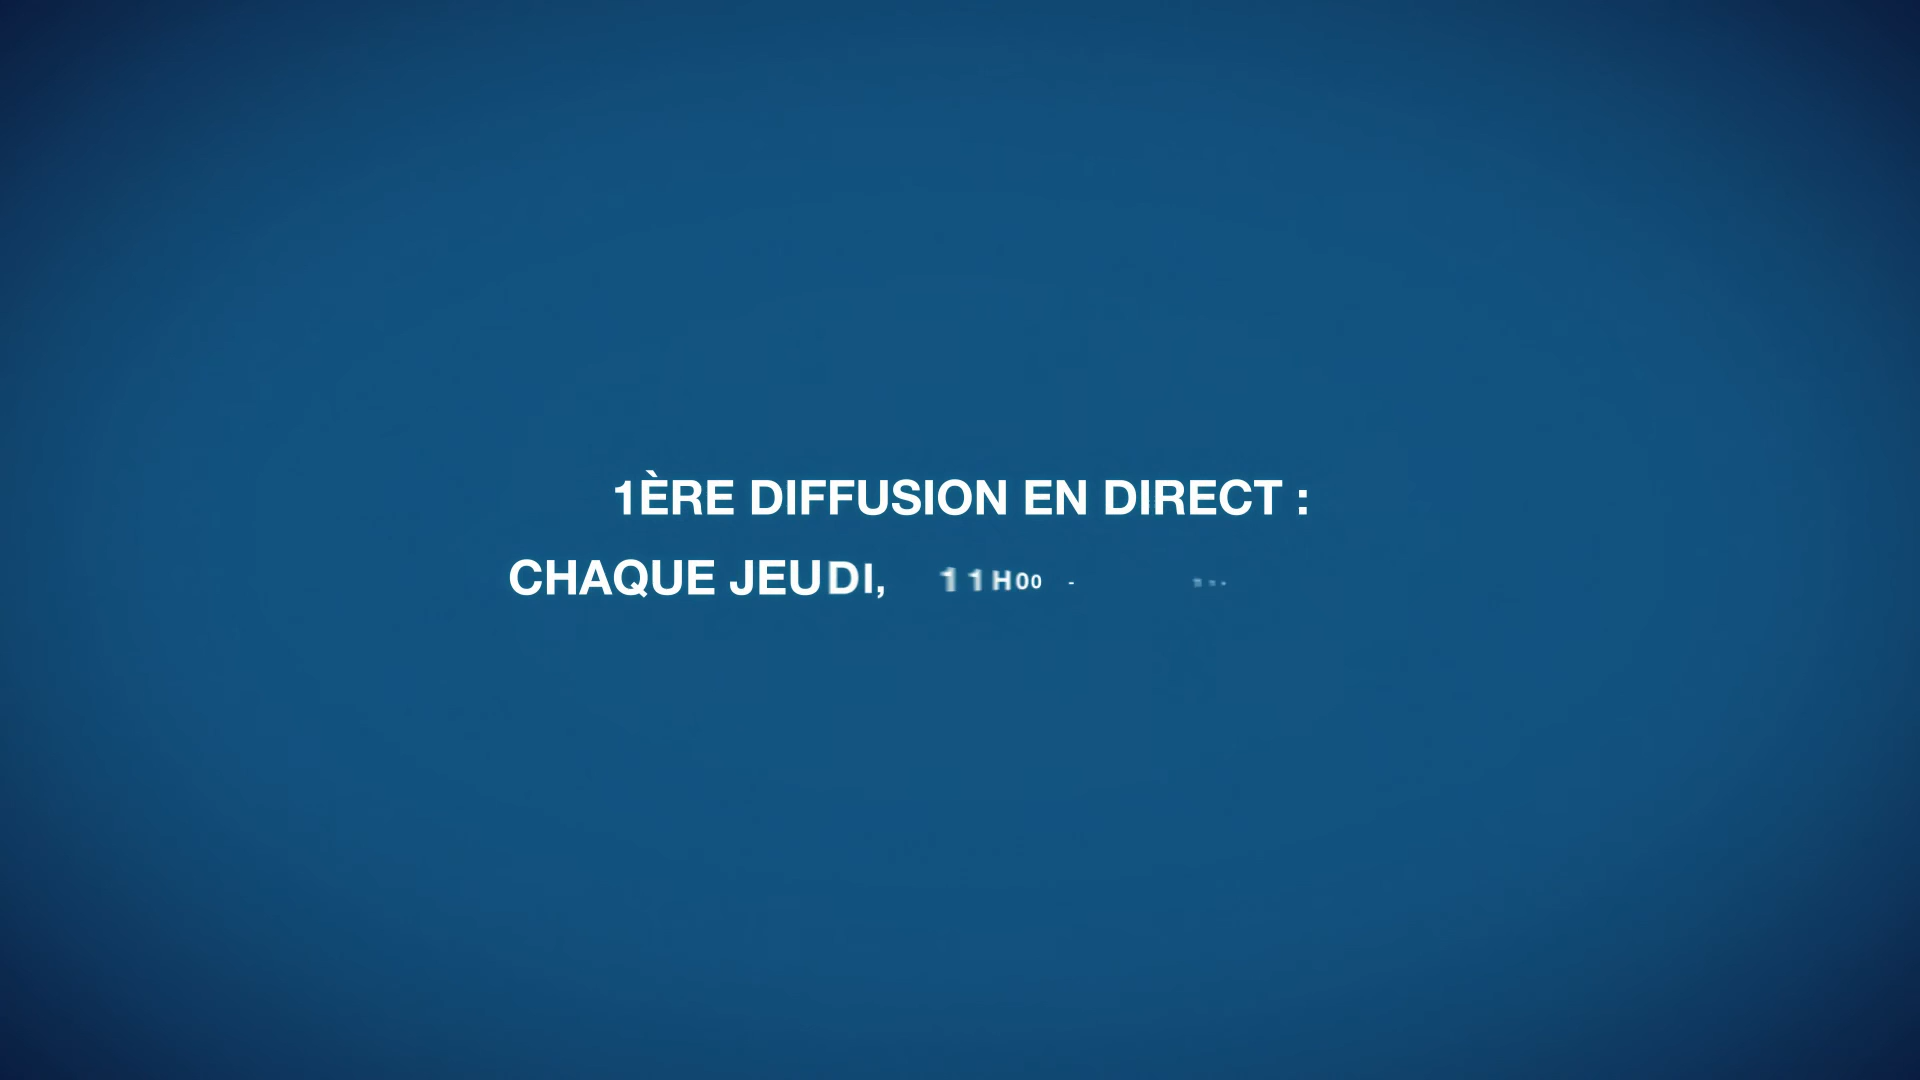 1ÈRE DIFFUSION EN DIRECT :
CHAQUE JEUDI, 11H00 -